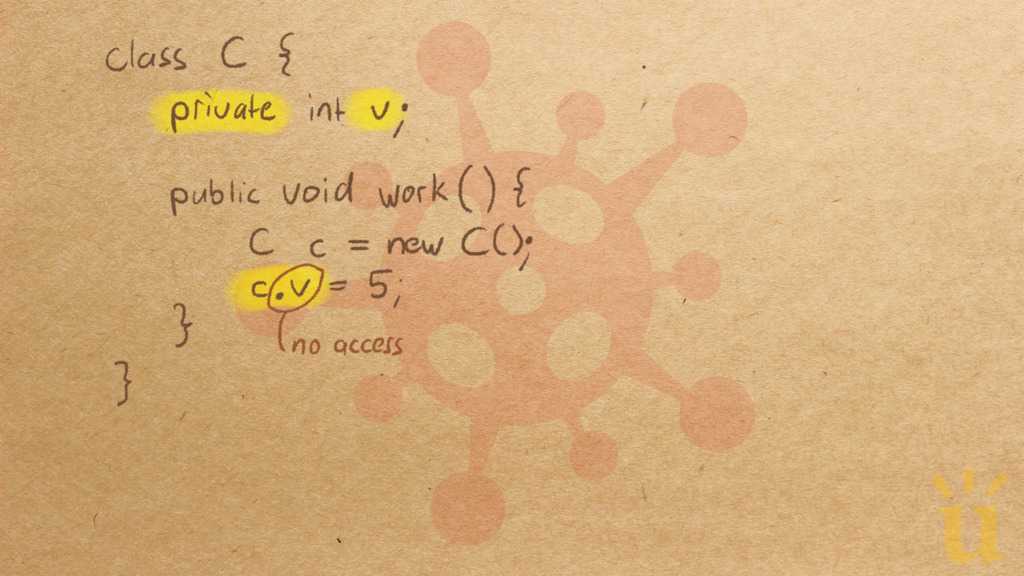 class C {
private int v;
public void work() {
C c = new C();
c.v = 5;
no access
}
}
u